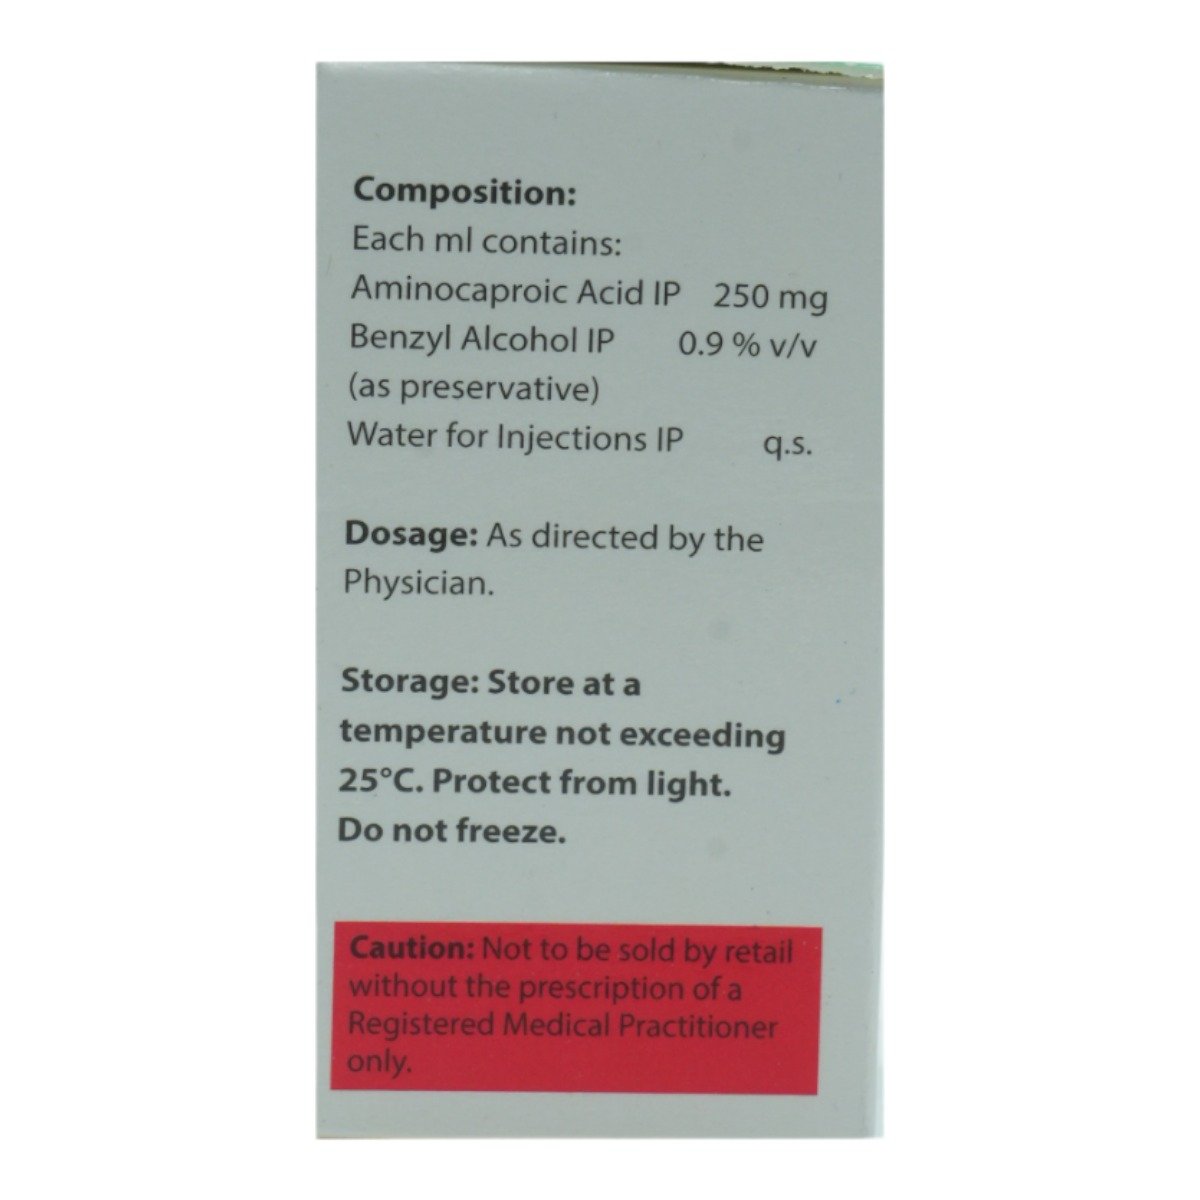 Composition:
Each ml contains:
Aminocaproic Acid IP 250 mg
Benzyl Alcohol IP 0.9 % v/v
(as preservative)
Water for Injections IP q.s.
Dosage: As directed by the
Physician.
Storage: Store at a
temperature not exceeding
25°C. Protect from light.
Do not freeze.
Caution: Not to be sold by retail
without the prescription of a
Registered Medical Practitioner
only.